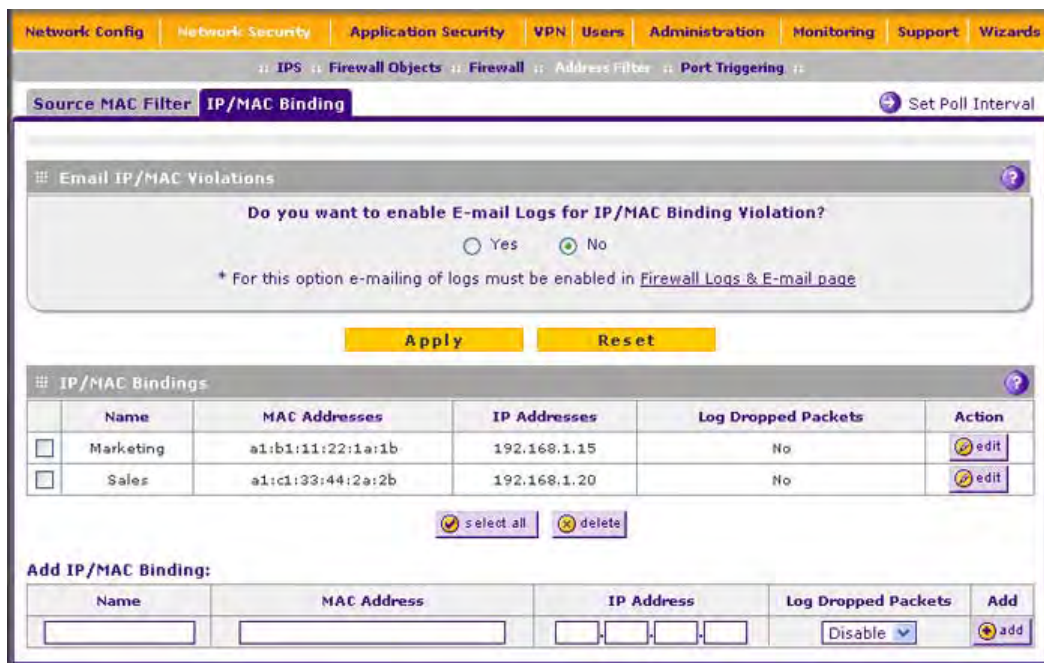 Network Config Network Security Application Security VPN Users Administration Monitoring Support Wizards
:: IPS :: Firewall Objects :: Firewall :: Address Filter :: Port Triggering ::
Source MAC Filter IP/MAC Binding Set Poll Interval
Email IP/MAC Violations ?
Do you want to enable E-mail Logs for IP/MAC Binding Violation?
Yes No
* For this option e-mailing of logs must be enabled in Firewall Logs & E-mail page
Apply Reset
IP/MAC Bindings ?
Name MAC Addresses IP Addresses Log Dropped Packets Action
Marketing a1:b1:11:22:1a:1b 192.168.1.15 No edit
Sales a1:c1:33:44:2a:2b 192.168.1.20 No edit
select all delete
Add IP/MAC Binding:
Name MAC Address IP Address Log Dropped Packets Add
. . . Disable add